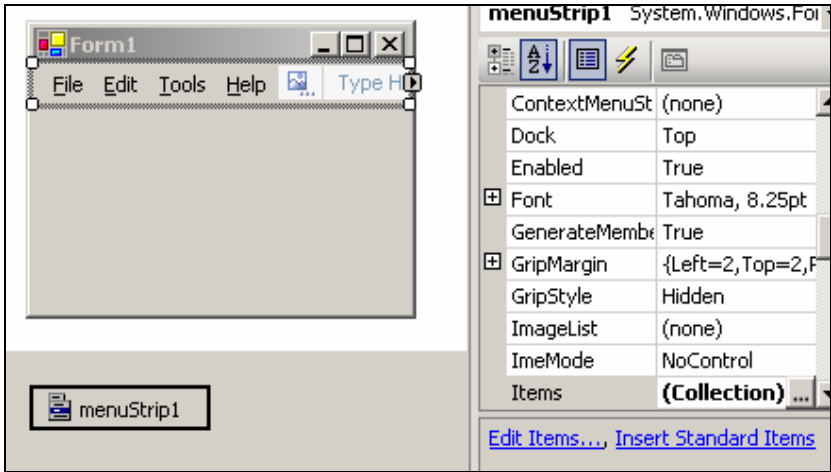 Form1
File Edit Tools Help Type H
menuStrip1
menuStrip1 System.Windows.For
ContextMenuSt (none)
Dock Top
Enabled True
Font Tahoma, 8.25pt
GenerateMembe True
GripMargin {Left=2,Top=2,F
GripStyle Hidden
ImageList (none)
ImeMode NoControl
Items (Collection) ...
Edit Items..., Insert Standard Items